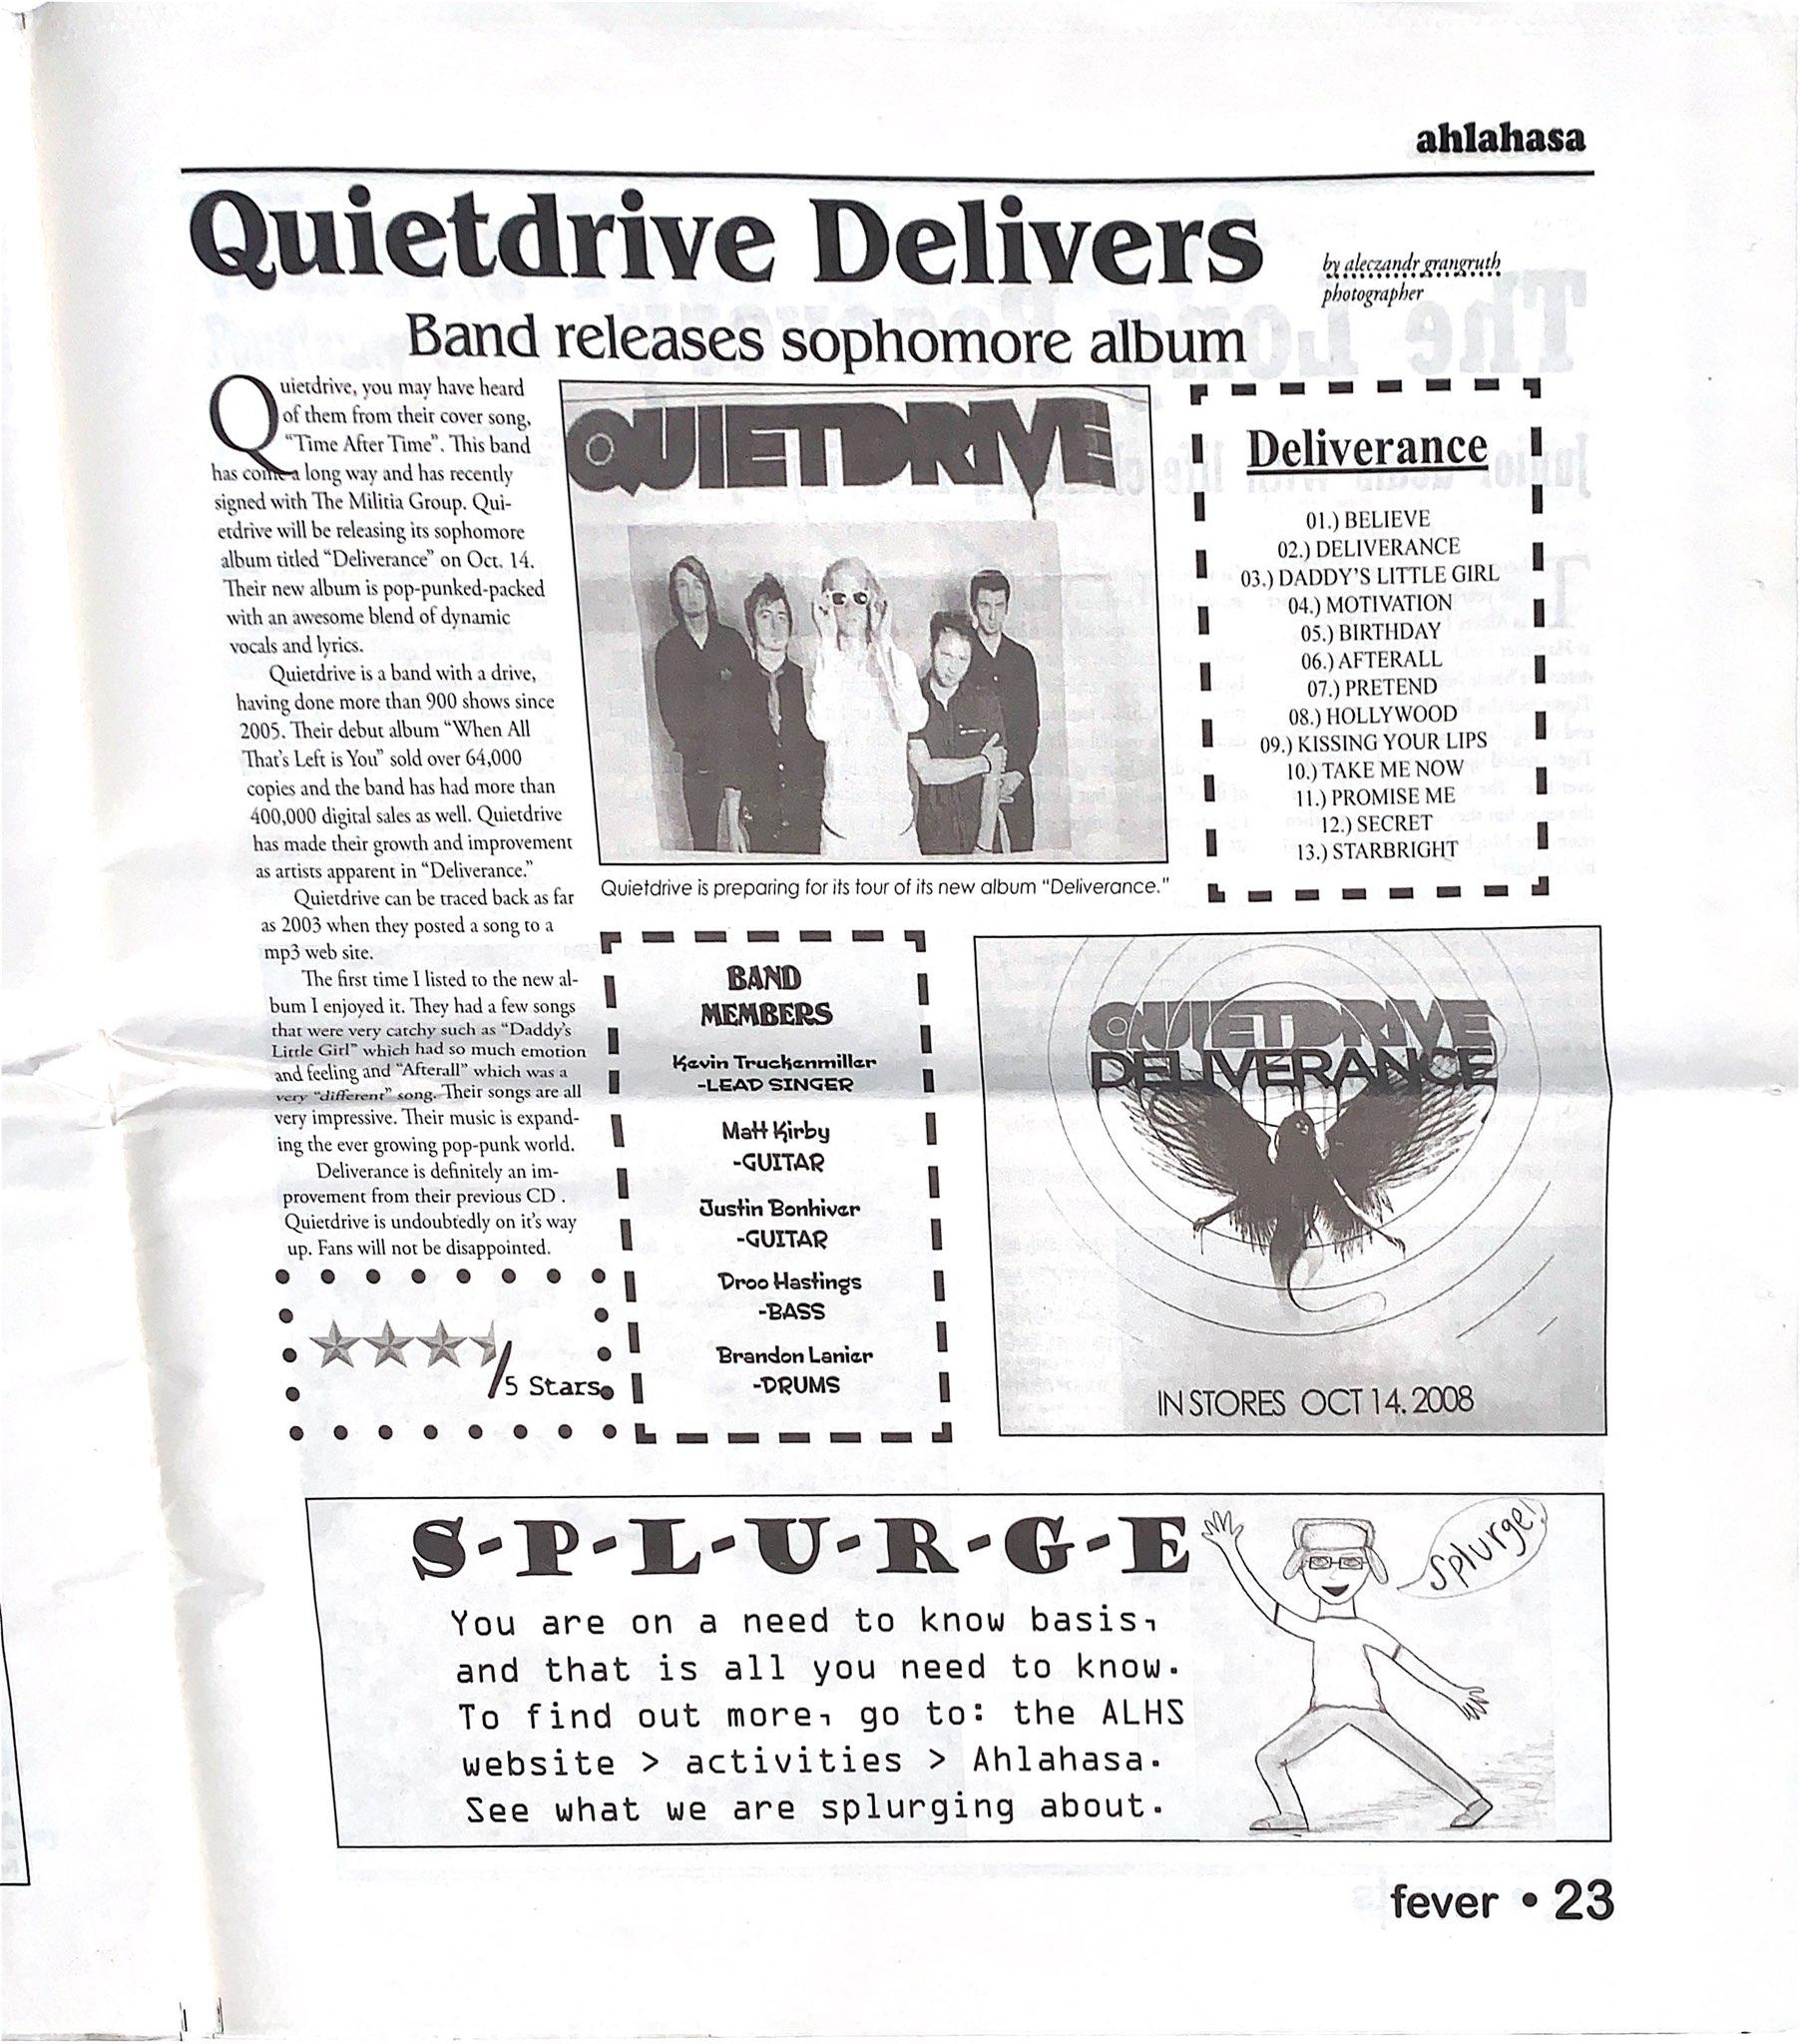 ahlahasa
Quietdrive Delivers
by aleczandr grangruth
photographer
Band releases sophomore album
Quietdrive, you may have heard
of them from their cover song,
“Time After Time”. This band
has come a long way and has recently
signed with The Militia Group. Qui-
etdrive will be releasing its sophomore
album titled “Deliverance” on Oct. 14.
Their new album is pop-punked-packed
with an awesome blend of dynamic
vocals and lyrics.
Quietdrive is a band with a drive,
having done more than 900 shows since
2005. Their debut album “When All
That’s Left is You” sold over 64,000
copies and the band has had more than
400,000 digital sales as well. Quietdrive
has made their growth and improvement
as artists apparent in “Deliverance.”
Quietdrive can be traced back as far
as 2003 when they posted a song to a
mp3 web site.
The first time I listed to the new al-
bum I enjoyed it. They had a few songs
that were very catchy such as “Daddy’s
Little Girl” which had so much emotion
and feeling and “Afterall” which was a
very “different” song. Their songs are all
very impressive. Their music is expand-
ing the ever growing pop-punk world.
Deliverance is definitely an im-
provement from their previous CD .
Quietdrive is undoubtedly on it’s way
up. Fans will not be disappointed.
/5 Stars
QUIETDRIVE
Quietdrive is preparing for its tour of its new album “Deliverance.”
Deliverance
01.) BELIEVE
02.) DELIVERANCE
03.) DADDY’S LITTLE GIRL
04.) MOTIVATION
05.) BIRTHDAY
06.) AFTERALL
07.) PRETEND
08.) HOLLYWOOD
09.) KISSING YOUR LIPS
10.) TAKE ME NOW
11.) PROMISE ME
12.) SECRET
13.) STARBRIGHT
BAND
MEMBERS
Kevin Truckenmiller
-LEAD SINGER
Matt Kirby
-GUITAR
Justin Bonhiver
-GUITAR
Droo Hastings
-BASS
Brandon Lanier
-DRUMS
QUIETDRIVE
DELIVERANCE
IN STORES OCT 14. 2008
S-P-L-U-R-G-E
Splurge!
You are on a need to know basis,
and that is all you need to know.
To find out more, go to: the ALHS
website > activities > Ahlahasa.
See what we are splurging about.
fever • 23